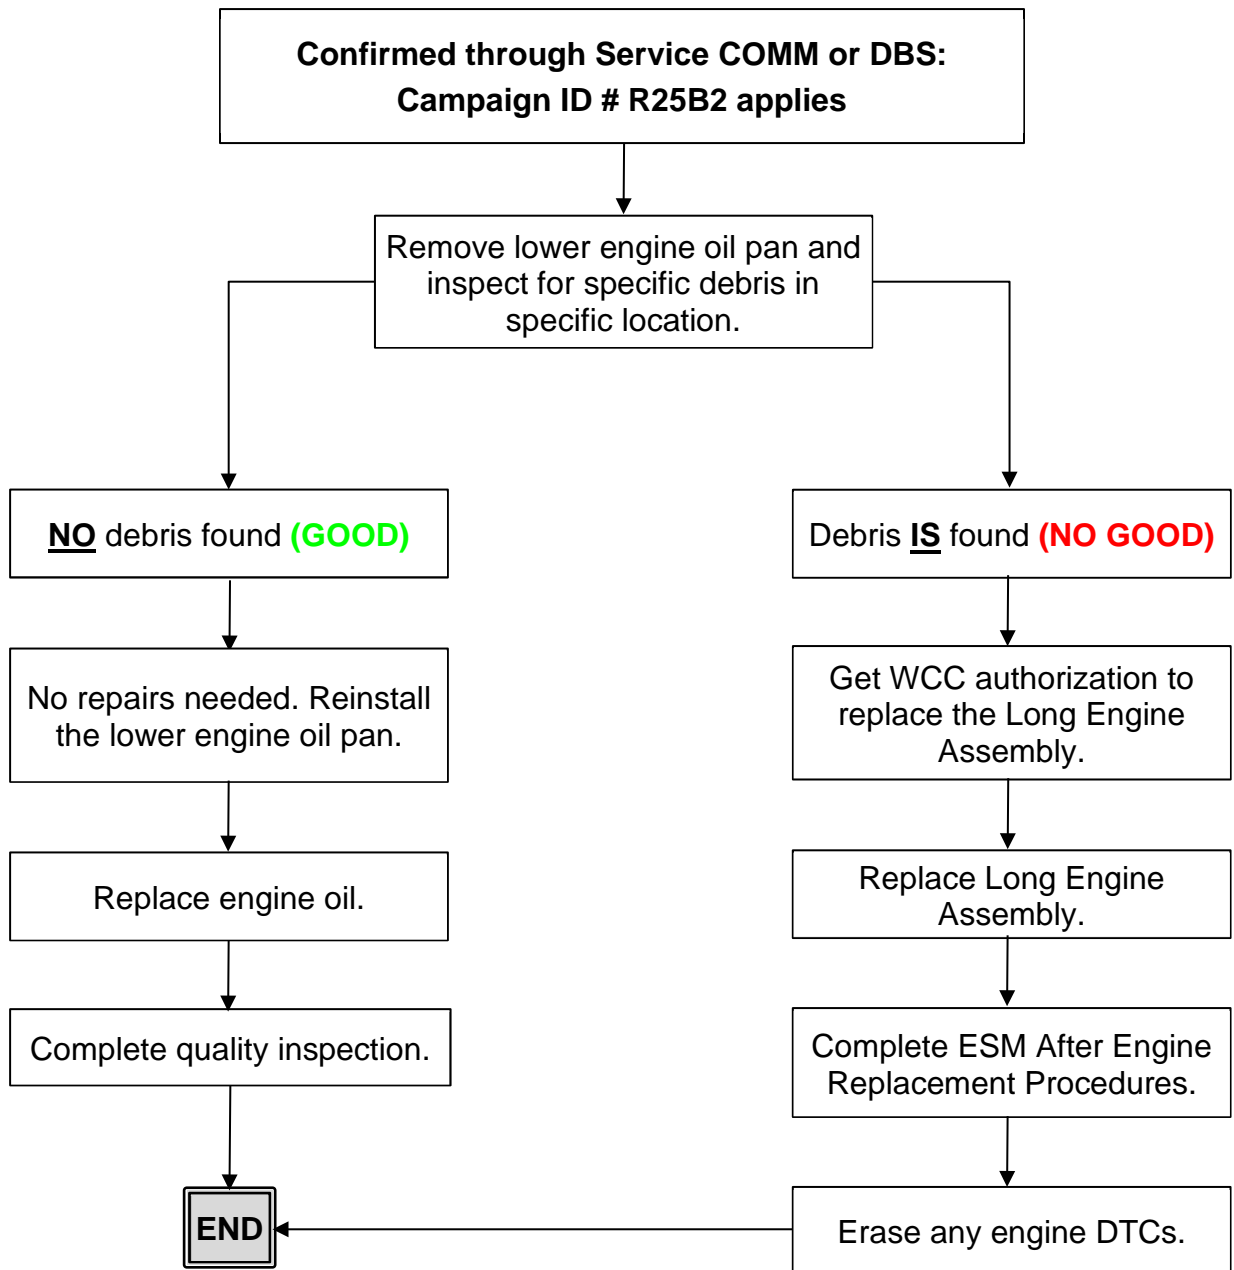 Confirmed through Service COMM or DBS:
Campaign ID # R25B2 applies
Remove lower engine oil pan and
inspect for specific debris in
specific location.
NO debris found (GOOD)
Debris IS found (NO GOOD)
No repairs needed. Reinstall
the lower engine oil pan.
Get WCC authorization to
replace the Long Engine
Assembly.
Replace engine oil.
Replace Long Engine
Assembly.
Complete quality inspection.
Complete ESM After Engine
Replacement Procedures.
END
Erase any engine DTCs.